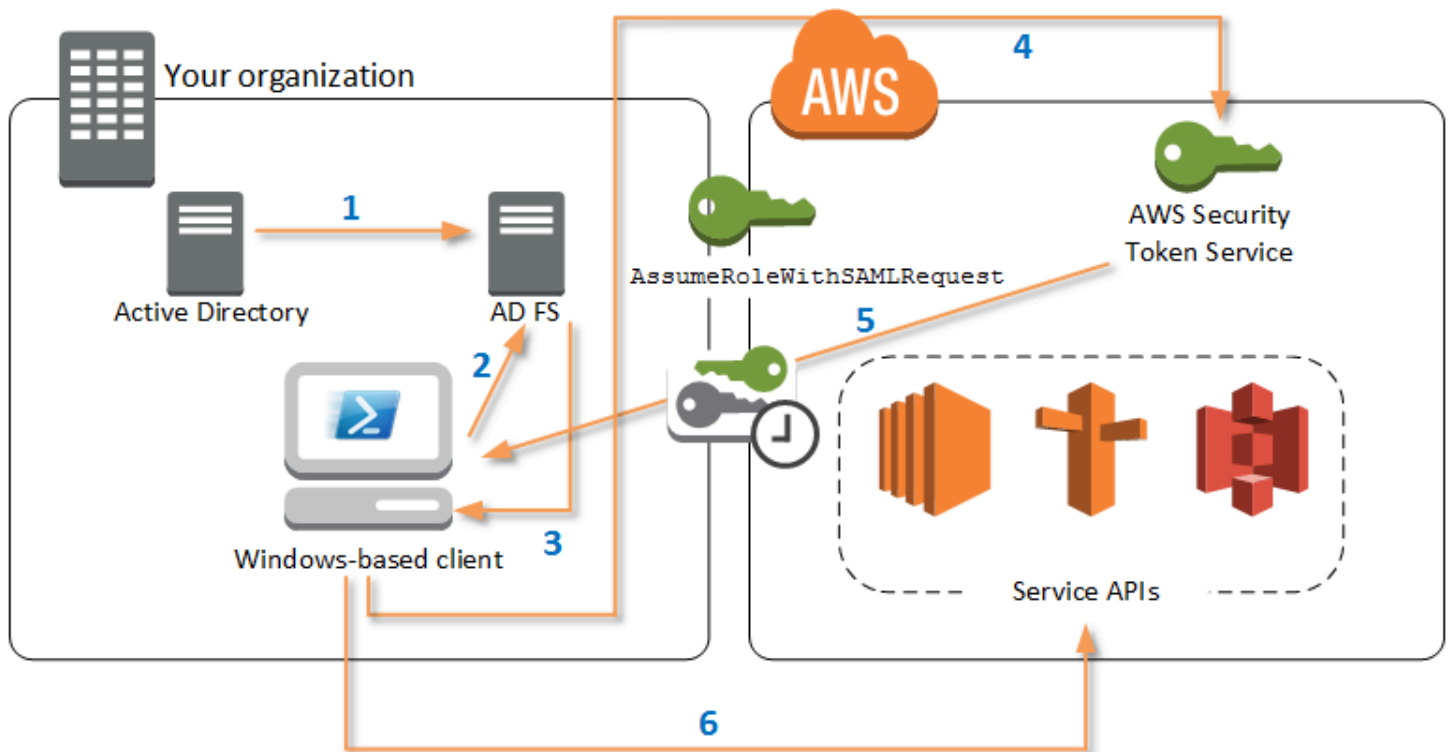 Your organization
AWS
4
1
AWS Security
Token Service
AssumeRoleWithSAMLRequest
Active Directory
AD FS
5
2
3
Windows-based client
Service APIs
6